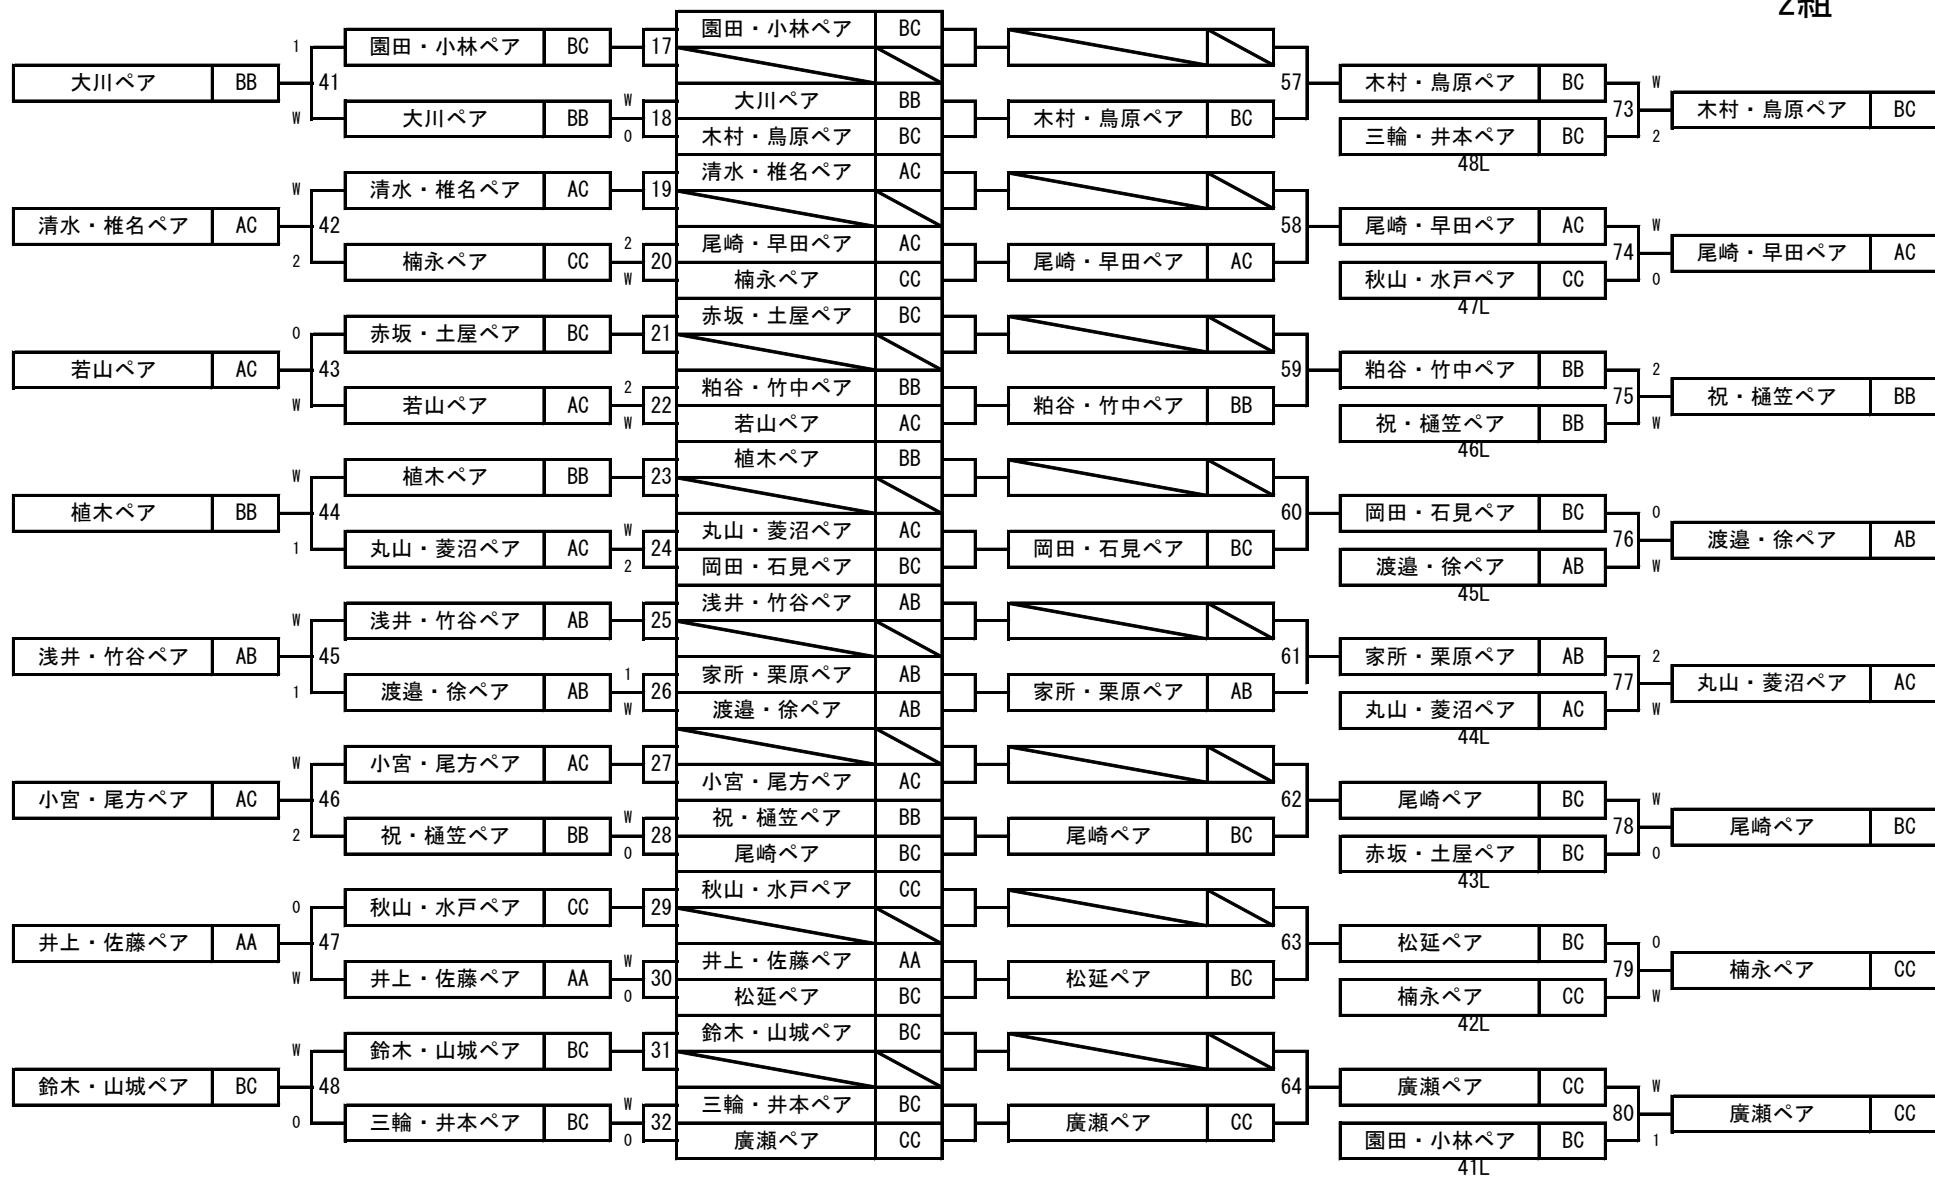 2組
園田・小林ペア BC
1 園田・小林ペア BC 17
大川ペア BB 41 57 木村・鳥原ペア BC W
W 大川ペア BB W 18 0 大川ペア BB 木村・鳥原ペア BC 73 木村・鳥原ペア BC
木村・鳥原ペア BC 三輪・井本ペア BC 2
48L
清水・椎名ペア AC
W 清水・椎名ペア AC 19
清水・椎名ペア AC 42 58 尾崎・早田ペア AC W
2 楠永ペア CC 2 20 W 尾崎・早田ペア AC 尾崎・早田ペア AC 74 尾崎・早田ペア AC
楠永ペア CC 秋山・水戸ペア CC 0
47L
赤坂・土屋ペア BC
0 赤坂・土屋ペア BC 21
若山ペア AC 43 59 粕谷・竹中ペア BB 2
W 若山ペア AC 2 22 W 粕谷・竹中ペア BB 粕谷・竹中ペア BB 75 祝・樋笠ペア BB
若山ペア AC 祝・樋笠ペア BB W
46L
植木ペア BB
W 植木ペア BB 23
植木ペア BB 44 60 岡田・石見ペア BC 0
1 丸山・菱沼ペア AC W 24 2 丸山・菱沼ペア AC 岡田・石見ペア BC 76 渡邉・徐ペア AB
岡田・石見ペア BC 渡邉・徐ペア AB W
45L
浅井・竹谷ペア AB
W 浅井・竹谷ペア AB 25
浅井・竹谷ペア AB 45 61 家所・栗原ペア AB 2
1 渡邉・徐ペア AB 1 26 W 家所・栗原ペア AB 家所・栗原ペア AB 77 丸山・菱沼ペア AC
渡邉・徐ペア AB 丸山・菱沼ペア AC W
44L
W 小宮・尾方ペア AC 27
小宮・尾方ペア AC 46 小宮・尾方ペア AC 62 尾崎ペア BC W
2 祝・樋笠ペア BB W 28 0 祝・樋笠ペア BB 尾崎ペア BC 78 尾崎ペア BC
尾崎ペア BC 赤坂・土屋ペア BC 0
43L
秋山・水戸ペア CC
0 秋山・水戸ペア CC 29
井上・佐藤ペア AA 47 63 松延ペア BC 0
W 井上・佐藤ペア AA W 30 0 井上・佐藤ペア AA 松延ペア BC 79 楠永ペア CC
松延ペア BC 楠永ペア CC W
42L
鈴木・山城ペア BC
W 鈴木・山城ペア BC 31
鈴木・山城ペア BC 48 64 廣瀬ペア CC W
0 三輪・井本ペア BC W 32 0 三輪・井本ペア BC 廣瀬ペア CC 80 廣瀬ペア CC
廣瀬ペア CC 園田・小林ペア BC 1
41L